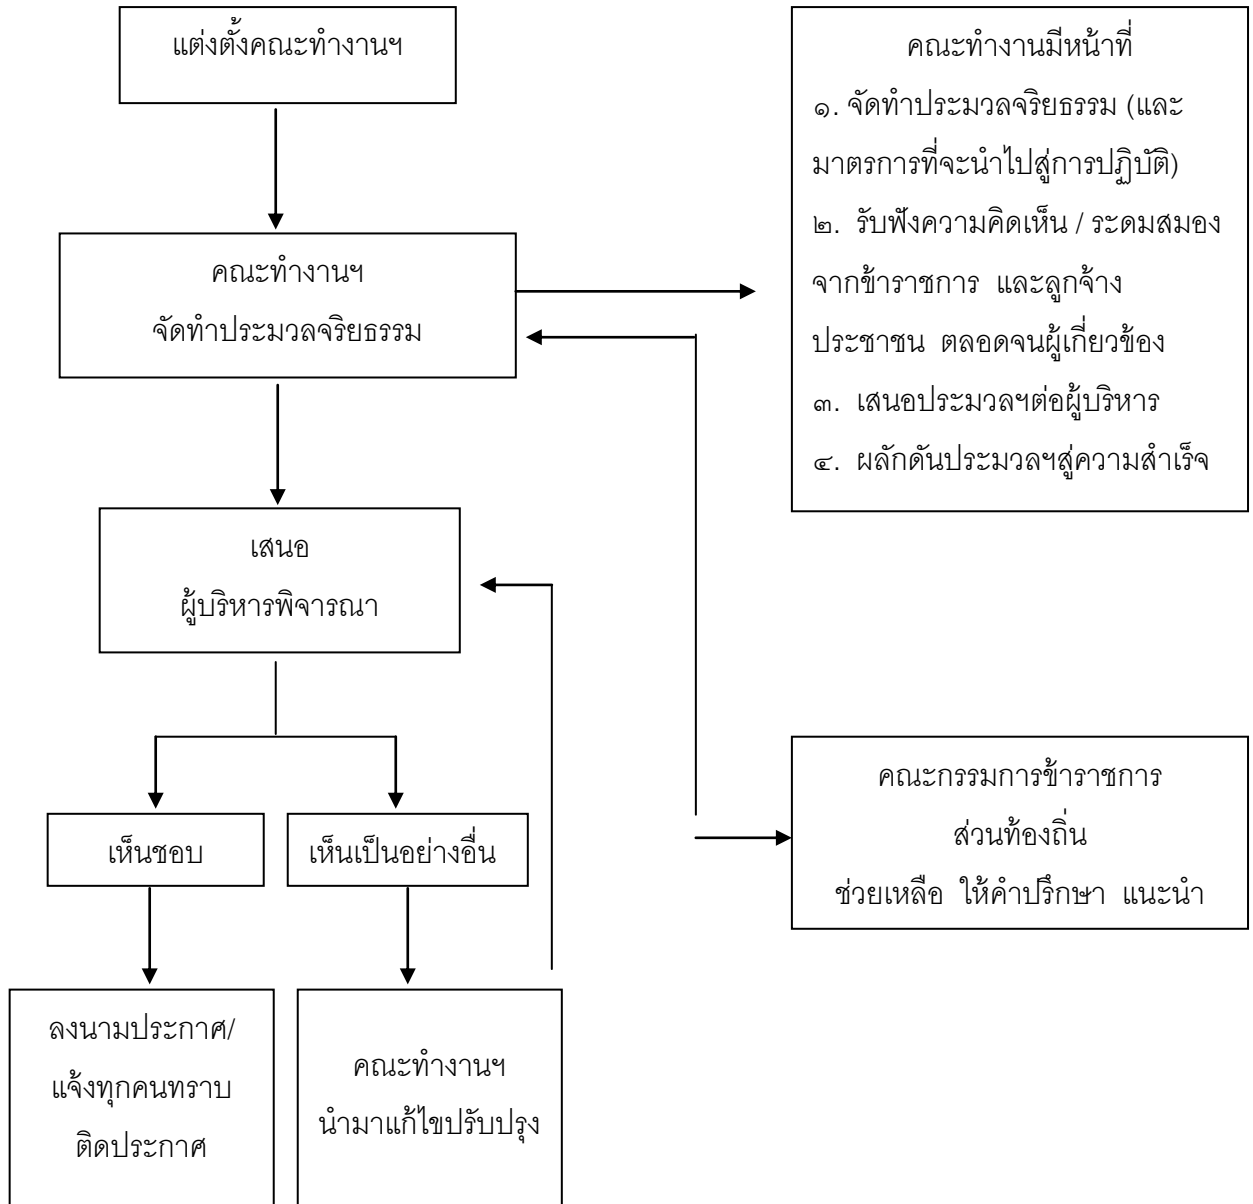 แต่งตั้งคณะทำงานฯ
คณะทำงานฯ
จัดทำประมวลจริยธรรม
เสนอ
ผู้บริหารพิจารณา
เห็นชอบ
เห็นเป็นอย่างอื่น
ลงนามประกาศ/
แจ้งทุกคนทราบ
ติดประกาศ
คณะทำงานฯ
นำมาแก้ไขปรับปรุง
คณะทำงานมีหน้าที่
๑. จัดทำประมวลจริยธรรม (และ
มาตรการที่จะนำไปสู่การปฏิบัติ)
๒. รับฟังความคิดเห็น / ระดมสมอง
จากข้าราชการ และลูกจ้าง
ประชาชน ตลอดจนผู้เกี่ยวข้อง
๓. เสนอประมวลฯต่อผู้บริหาร
๔. ผลักดันประมวลฯสู่ความสำเร็จ
คณะกรรมการข้าราชการ
ส่วนท้องถิ่น
ช่วยเหลือ ให้คำปรึกษา แนะนำ